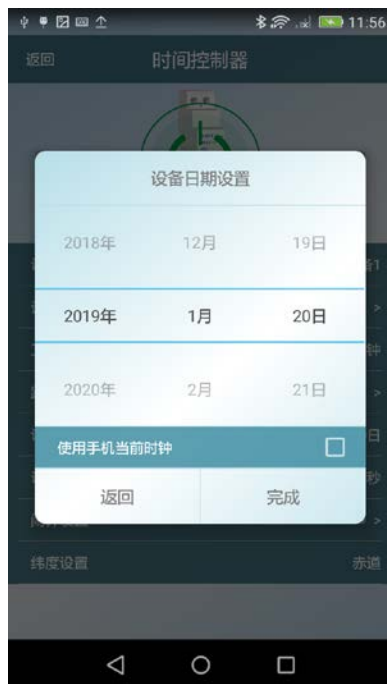 11:56
返回 时间控制器
设备日期设置
2018年 12月 19日
2019年 1月 20日
2020年 2月 21日
使用手机当前时钟
返回 完成
纬度设置 赤道